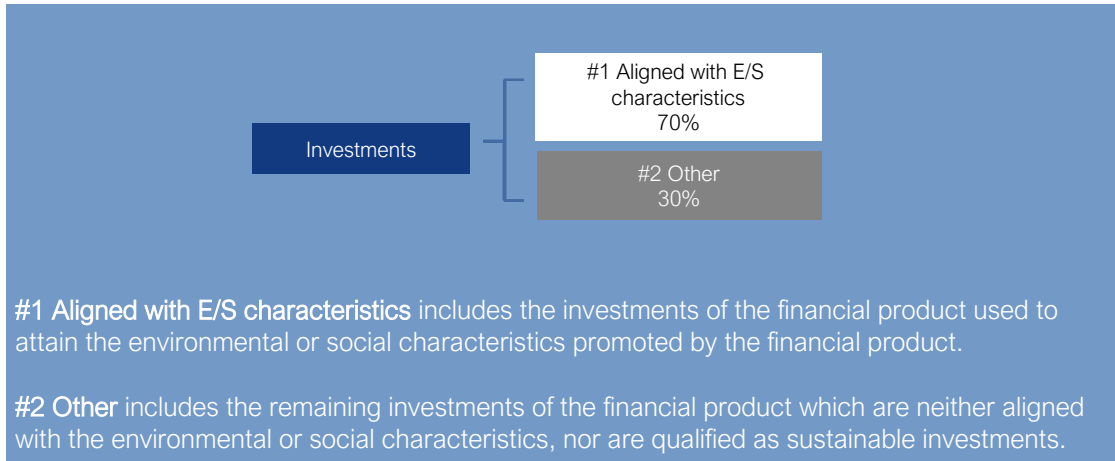 #1 Aligned with E/S
characteristics
70%
Investments
#2 Other
30%
#1 Aligned with E/S characteristics includes the investments of the financial product used to
attain the environmental or social characteristics promoted by the financial product.
#2 Other includes the remaining investments of the financial product which are neither aligned
with the environmental or social characteristics, nor are qualified as sustainable investments.